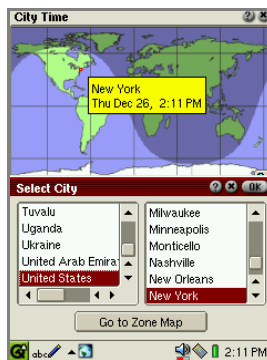 City Time
New York
Thu Dec 26, 2:11 PM
Select City
OK
Tuvalu
Uganda
Ukraine
United Arab Emira
United States
Milwaukee
Minneapolis
Monticello
Nashville
New Orleans
New York
Go to Zone Map
abc
2:11 PM